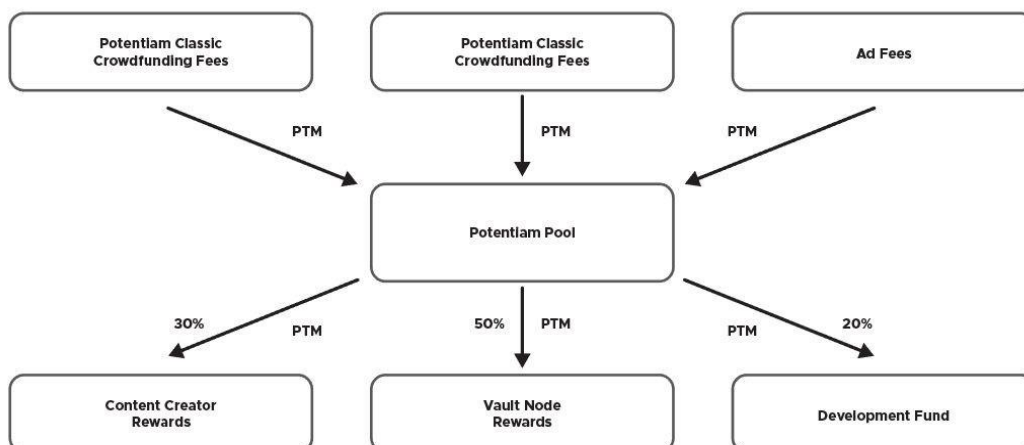 Potentiam Classic
Crowdfunding Fees
Potentiam Classic
Crowdfunding Fees
Ad Fees
PTM
PTM
PTM
Potentiam Pool
30%
PTM
50%
PTM
PTM
20%
Content Creator
Rewards
Vault Node
Rewards
Development Fund